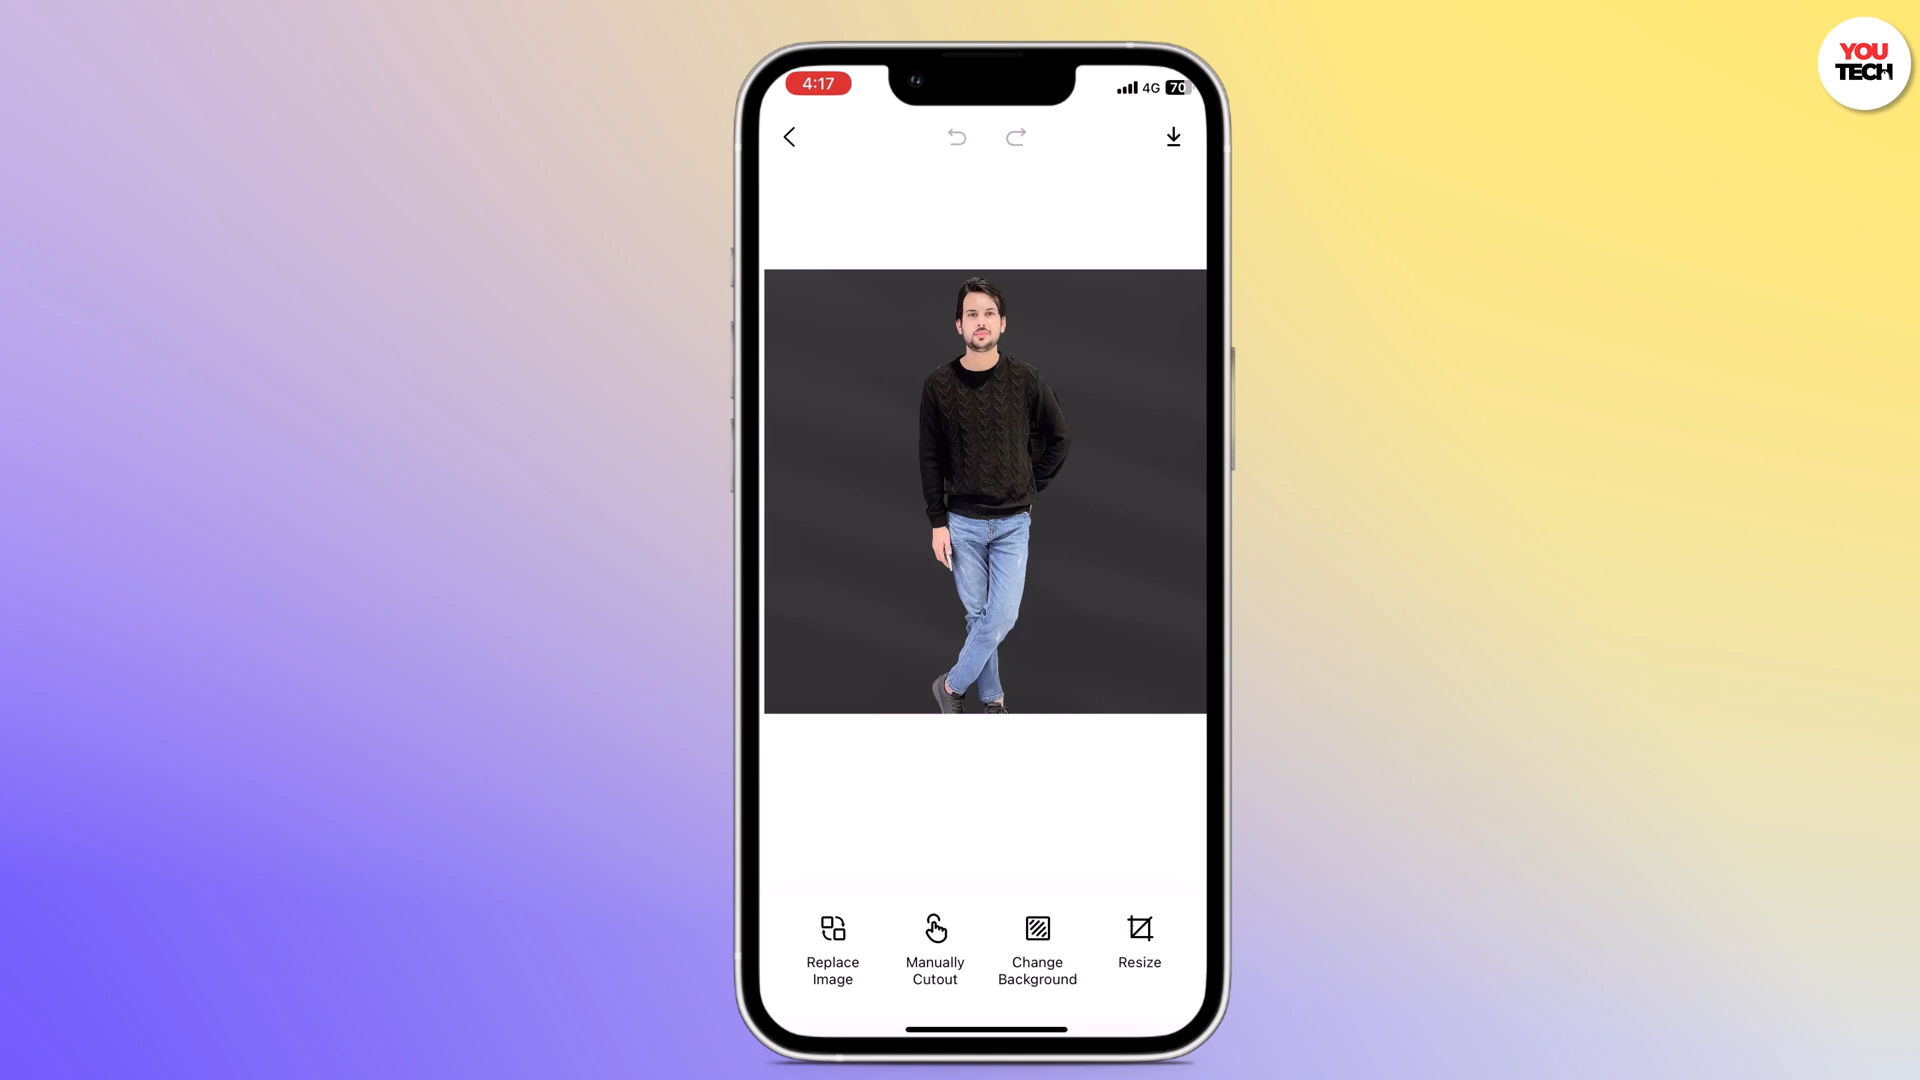 YOU
TECH
4:17
4G 70
Replace
Image
Manually
Cutout
Change
Background
Resize